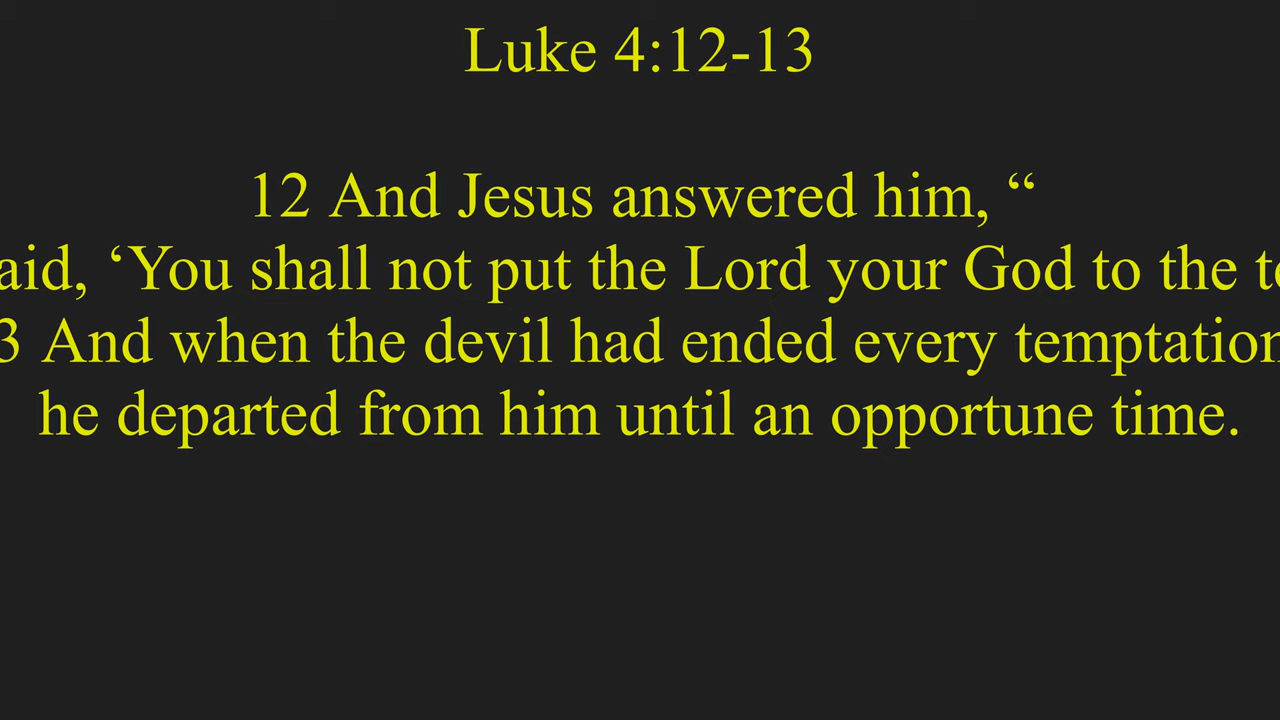 Luke 4:12-13
12 And Jesus answered him, “
aid, ‘You shall not put the Lord your God to the
3 And when the devil had ended every temptation
he departed from him until an opportune time.